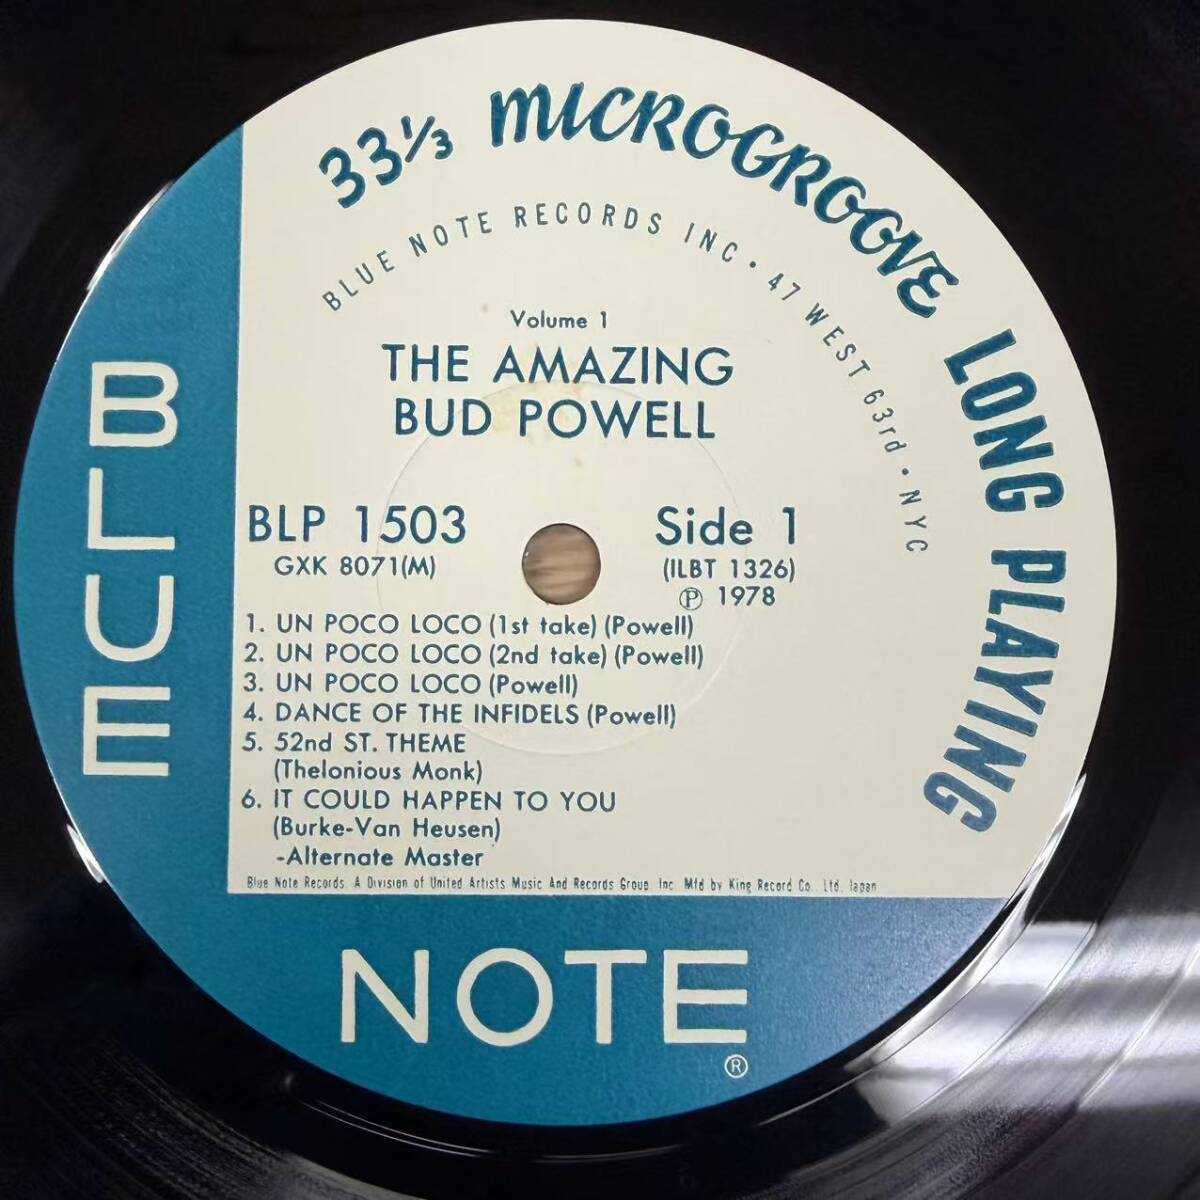 33⅓ MICROGROOVE LONG PLAYING
BLUE NOTE RECORDS INC • 47 WEST 63rd • NYC
Volume 1
THE AMAZING
BUD POWELL
BLP 1503
GXK 8071(M)
Side 1
(ILBT 1326)
℗ 1978
1. UN POCO LOCO (1st take) (Powell)
2. UN POCO LOCO (2nd take) (Powell)
3. UN POCO LOCO (Powell)
4. DANCE OF THE INFIDELS (Powell)
5. 52nd ST. THEME
(Thelonious Monk)
6. IT COULD HAPPEN TO YOU
(Burke-Van Heusen)
-Alternate Master
Blue Note Records. A Division of United Artists Music And Records Group. Inc. Mfd by King Record Co., Ltd. Japan
BLUE
NOTE
®